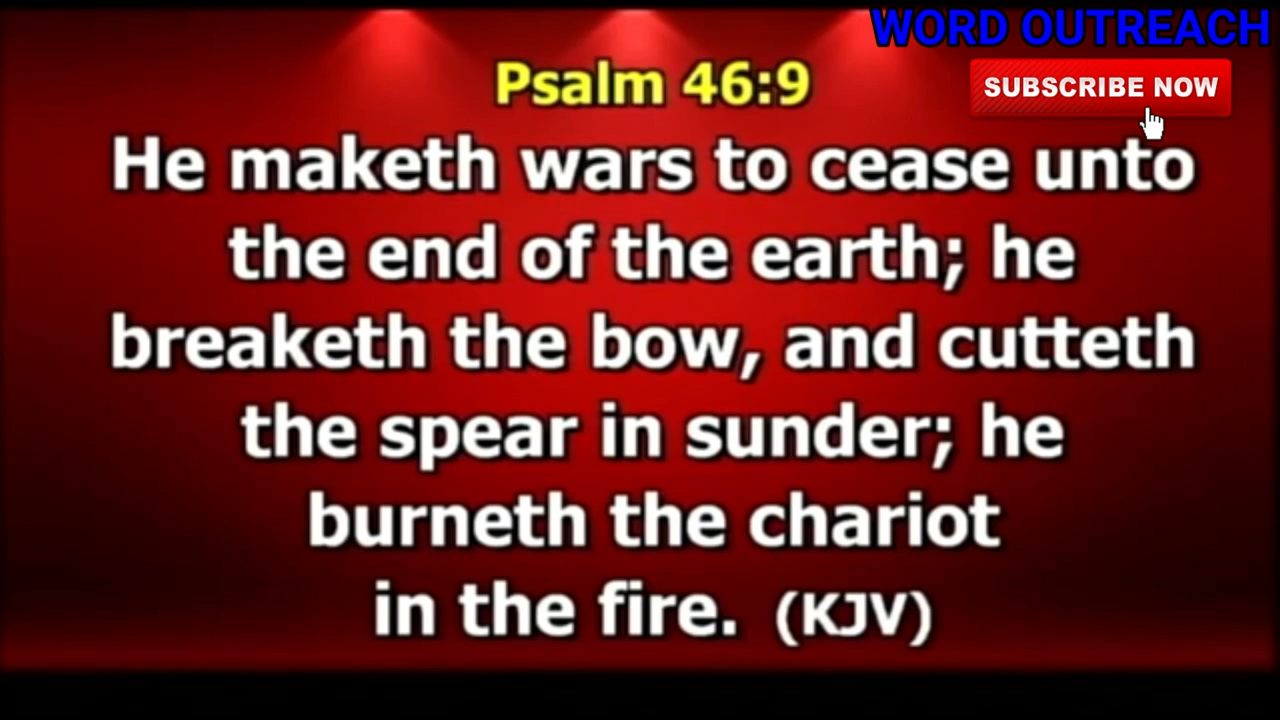 WORD OUTREACH
SUBSCRIBE NOW
Psalm 46:9
He maketh wars to cease unto
the end of the earth; he
breaketh the bow, and cutteth
the spear in sunder; he
burneth the chariot
in the fire. (KJV)